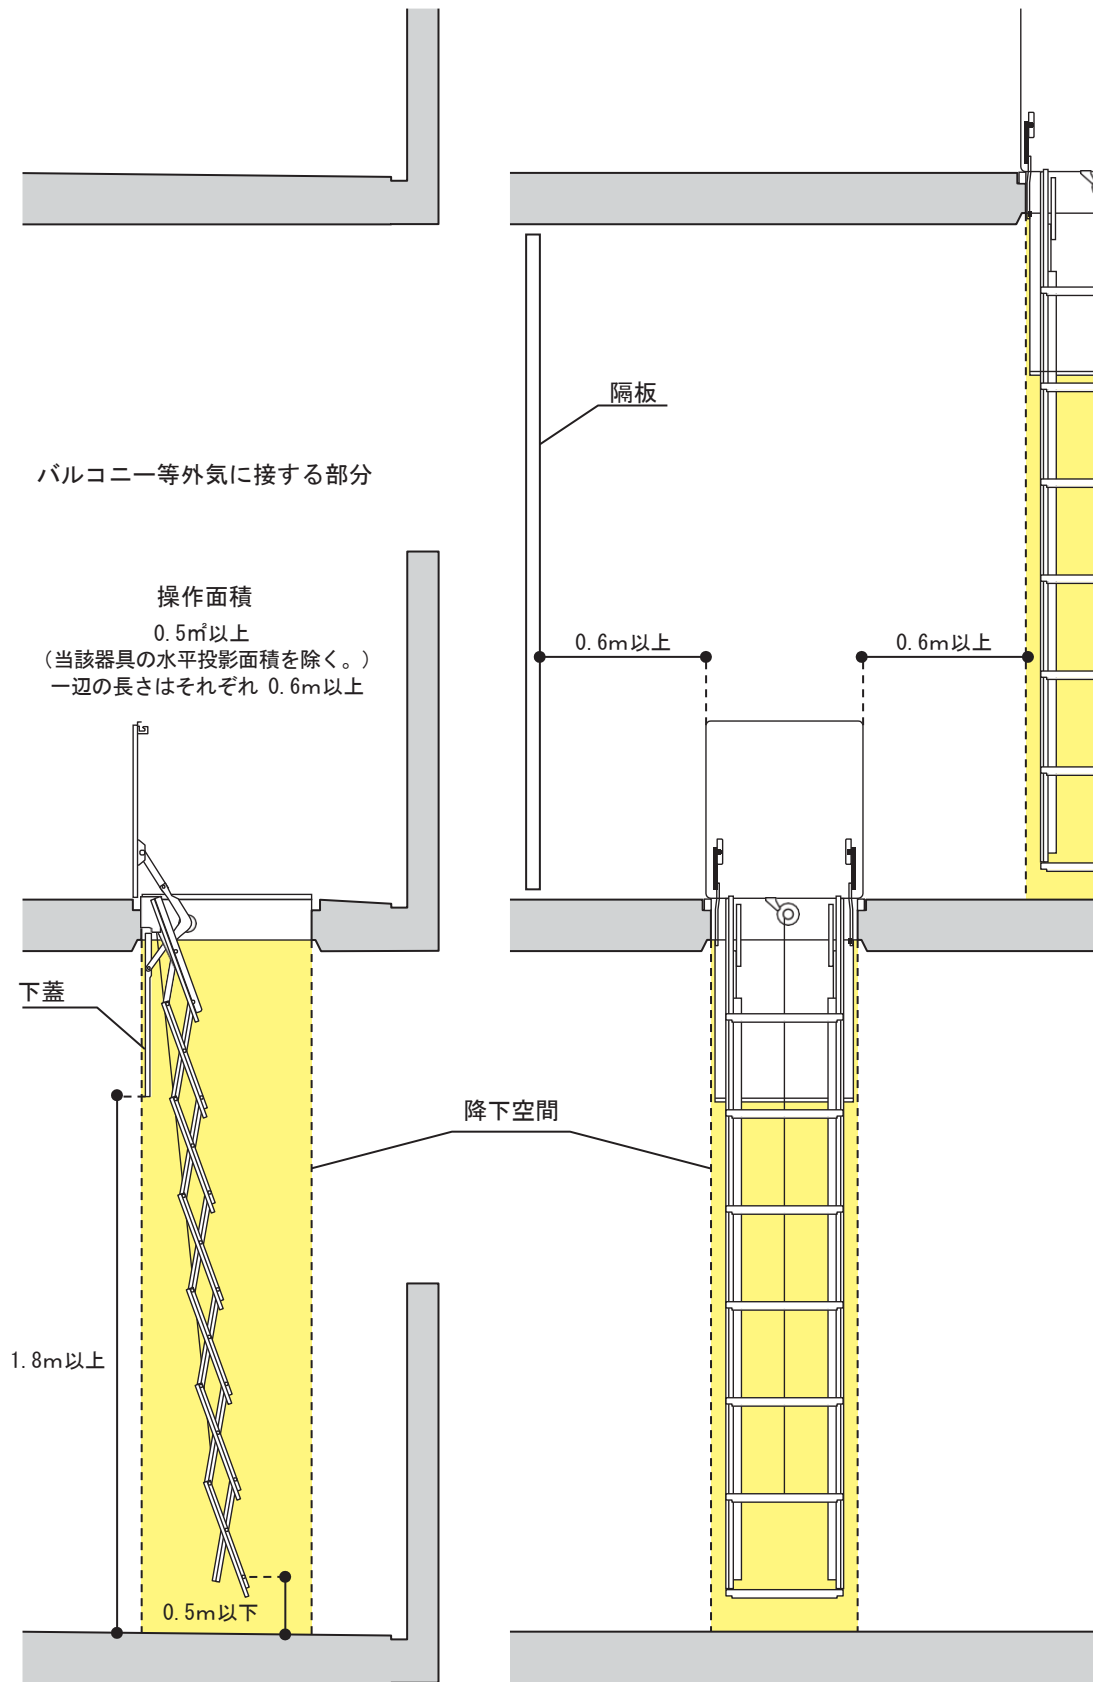 隔板
バルコニー等外気に接する部分
操作面積
0.5㎡以上
（当該器具の水平投影面積を除く。）
一辺の長さはそれぞれ 0.6m以上
0.6m以上
0.6m以上
下蓋
降下空間
1.8m以上
0.5m以下